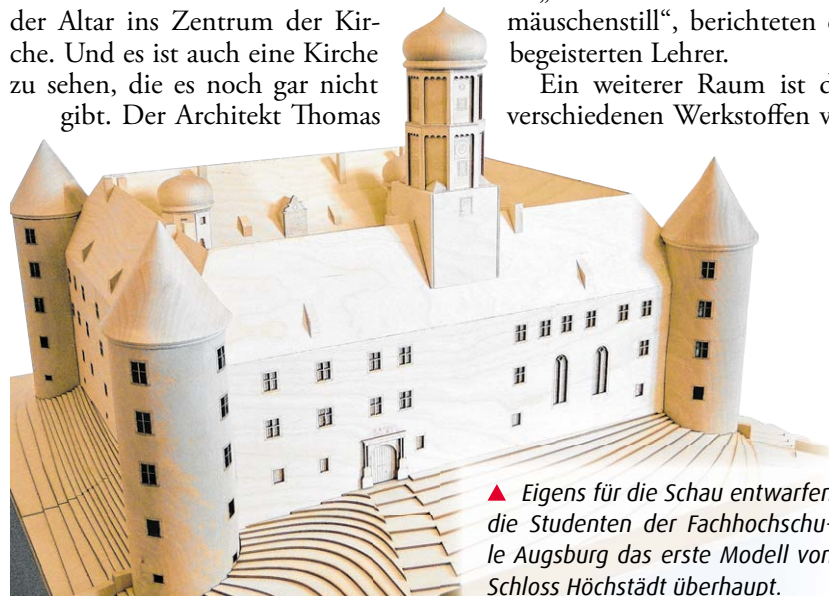 der Altar ins Zentrum der Kir-
che. Und es ist auch eine Kirche
zu sehen, die es noch gar nicht
gibt. Der Architekt Thomas
mäuschenstill“, berichteten
begeisterten Lehrer.
Ein weiterer Raum ist
verschiedenen Werkstoffen
▲ Eigens für die Schau entwarfen
die Studenten der Fachhochschu-
le Augsburg das erste Modell von
Schloss Höchstädt überhaupt.